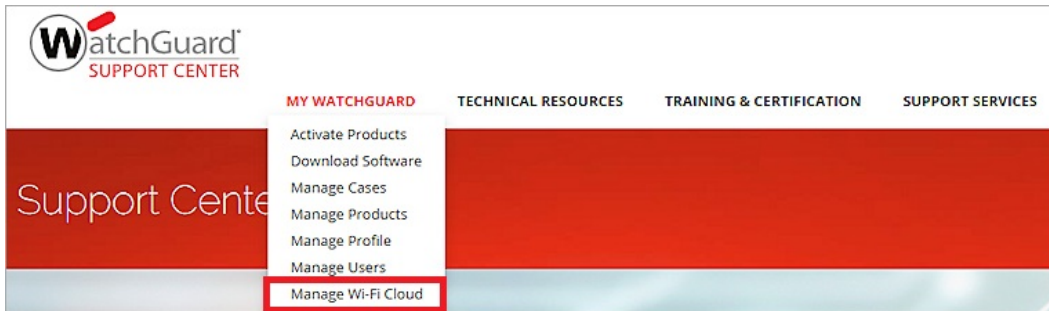 WatchGuard
SUPPORT CENTER
MY WATCHGUARD TECHNICAL RESOURCES TRAINING & CERTIFICATION SUPPORT SERVICES
Activate Products
Download Software
Manage Cases
Manage Products
Manage Profile
Manage Users
Manage Wi-Fi Cloud
Support Cente